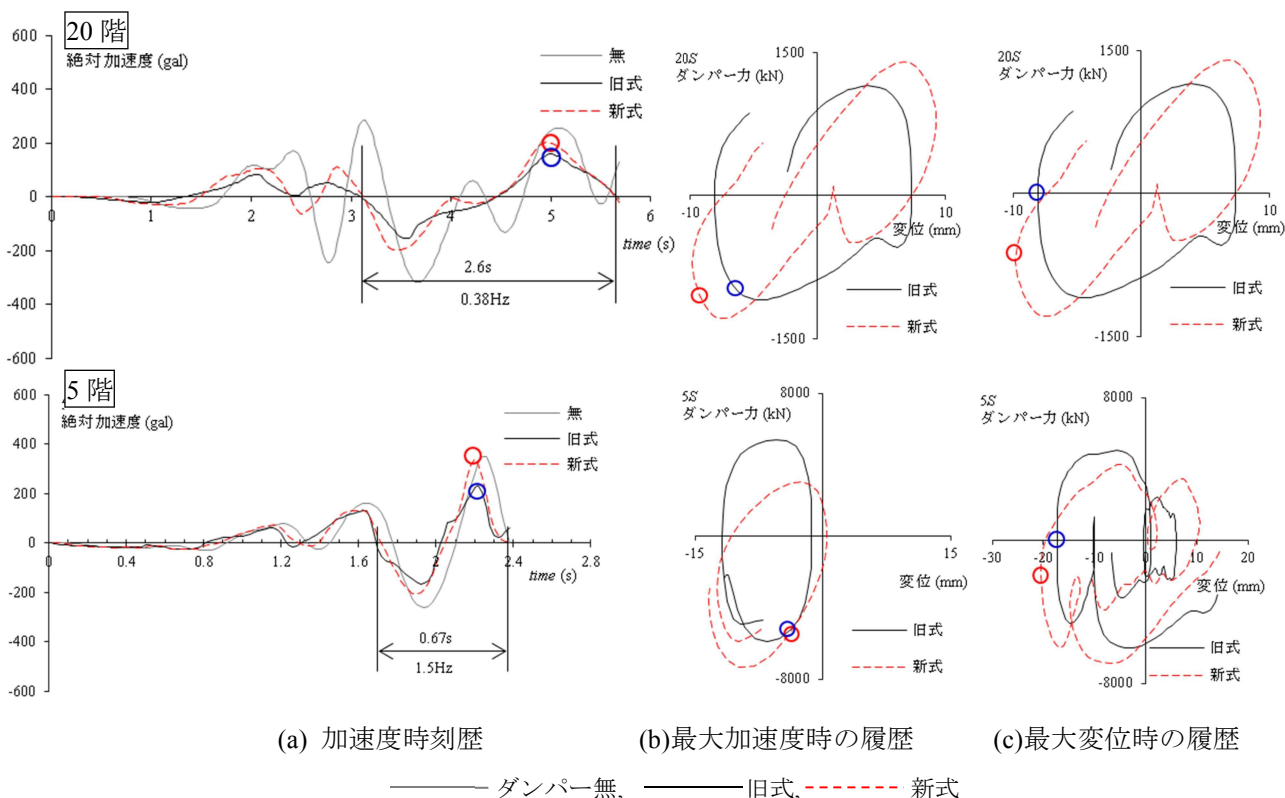 20 階
絶対加速度 (gal)
600
400
200
0
-200
-400
-600
0
1
2
3
4
5
6
time (s)
無
旧式
新式
2.6s
0.38Hz
20S
ダンパー力 (kN)
1500
-10
10
変位 (mm)
-1500
旧式
新式
20S
ダンパー力 (kN)
1500
-10
10
変位 (mm)
-1500
旧式
新式
5 階
絶対加速度 (gal)
600
400
200
0
-200
-400
-600
0
0.4
0.8
1.2
1.6
2
2.4
2.8
time (s)
無
旧式
新式
0.67s
1.5Hz
5S
ダンパー力 (kN)
8000
-15
15
変位 (mm)
-8000
旧式
新式
5S
ダンパー力 (kN)
8000
-30
-20
-10
0
10
20
変位 (mm)
-8000
旧式
新式
(a) 加速度時刻歴
(b)最大加速度時の履歴
(c)最大変位時の履歴
ダンパー無, 旧式, 新式